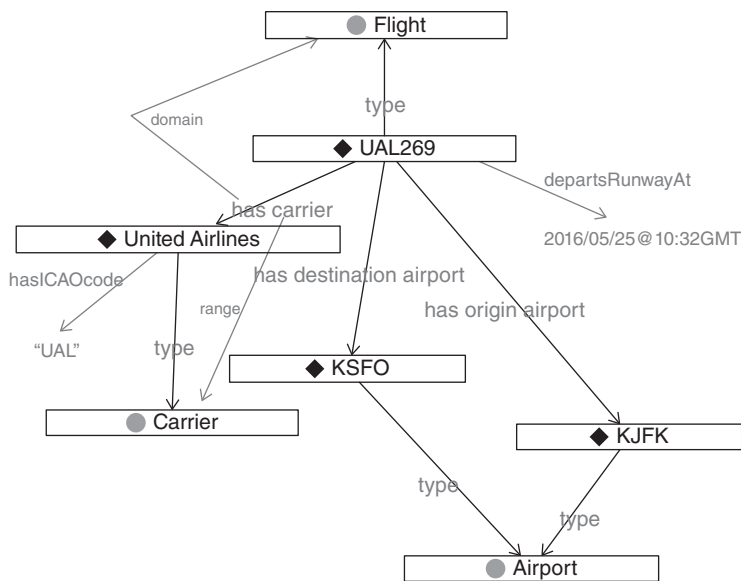 Flight
domain
type
UAL269
departsRunwayAt
has carrier
United Airlines
2016/05/25@10:32GMT
hasICAOcode
has destination airport
range
has origin airport
“UAL”
type
KSFO
Carrier
KJFK
type
type
Airport